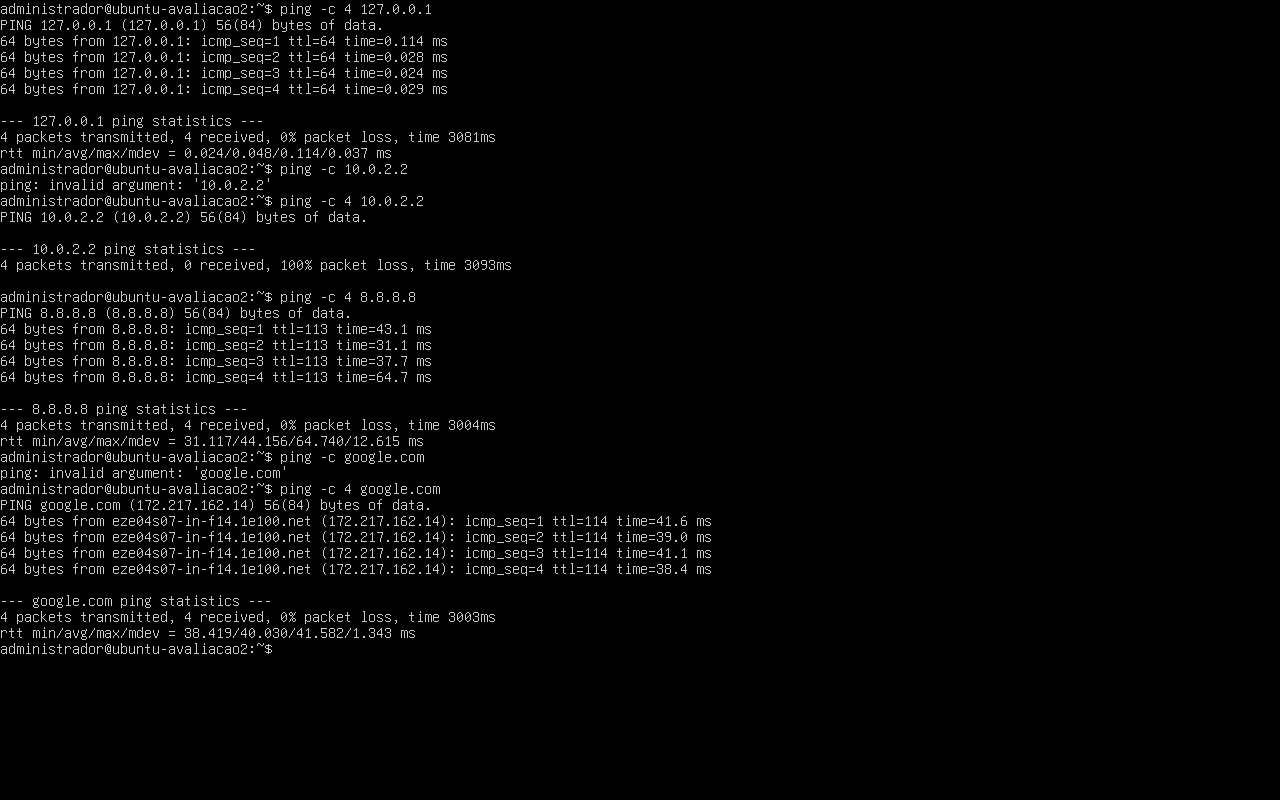 administrador@ubuntu-avaliacao2:~$ ping -c 4 127.0.0.1
PING 127.0.0.1 (127.0.0.1) 56(84) bytes of data.
64 bytes from 127.0.0.1: icmp_seq=1 ttl=64 time=0.114 ms
64 bytes from 127.0.0.1: icmp_seq=2 ttl=64 time=0.028 ms
64 bytes from 127.0.0.1: icmp_seq=3 ttl=64 time=0.024 ms
64 bytes from 127.0.0.1: icmp_seq=4 ttl=64 time=0.029 ms

--- 127.0.0.1 ping statistics ---
4 packets transmitted, 4 received, 0% packet loss, time 3081ms
rtt min/avg/max/mdev = 0.024/0.048/0.114/0.037 ms
administrador@ubuntu-avaliacao2:~$ ping -c 10.0.2.2
ping: invalid argument: '10.0.2.2'
administrador@ubuntu-avaliacao2:~$ ping -c 4 10.0.2.2
PING 10.0.2.2 (10.0.2.2) 56(84) bytes of data.

--- 10.0.2.2 ping statistics ---
4 packets transmitted, 0 received, 100% packet loss, time 3093ms

administrador@ubuntu-avaliacao2:~$ ping -c 4 8.8.8.8
PING 8.8.8.8 (8.8.8.8) 56(84) bytes of data.
64 bytes from 8.8.8.8: icmp_seq=1 ttl=113 time=43.1 ms
64 bytes from 8.8.8.8: icmp_seq=2 ttl=113 time=31.1 ms
64 bytes from 8.8.8.8: icmp_seq=3 ttl=113 time=37.7 ms
64 bytes from 8.8.8.8: icmp_seq=4 ttl=113 time=64.7 ms

--- 8.8.8.8 ping statistics ---
4 packets transmitted, 4 received, 0% packet loss, time 3004ms
rtt min/avg/max/mdev = 31.117/44.156/64.740/12.615 ms
administrador@ubuntu-avaliacao2:~$ ping -c google.com
ping: invalid argument: 'google.com'
administrador@ubuntu-avaliacao2:~$ ping -c 4 google.com
PING google.com (172.217.162.14) 56(84) bytes of data.
64 bytes from eze04s07-in-f14.1e100.net (172.217.162.14): icmp_seq=1 ttl=114 time=41.6 ms
64 bytes from eze04s07-in-f14.1e100.net (172.217.162.14): icmp_seq=2 ttl=114 time=39.0 ms
64 bytes from eze04s07-in-f14.1e100.net (172.217.162.14): icmp_seq=3 ttl=114 time=41.1 ms
64 bytes from eze04s07-in-f14.1e100.net (172.217.162.14): icmp_seq=4 ttl=114 time=38.4 ms

--- google.com ping statistics ---
4 packets transmitted, 4 received, 0% packet loss, time 3003ms
rtt min/avg/max/mdev = 38.419/40.030/41.582/1.343 ms
administrador@ubuntu-avaliacao2:~$